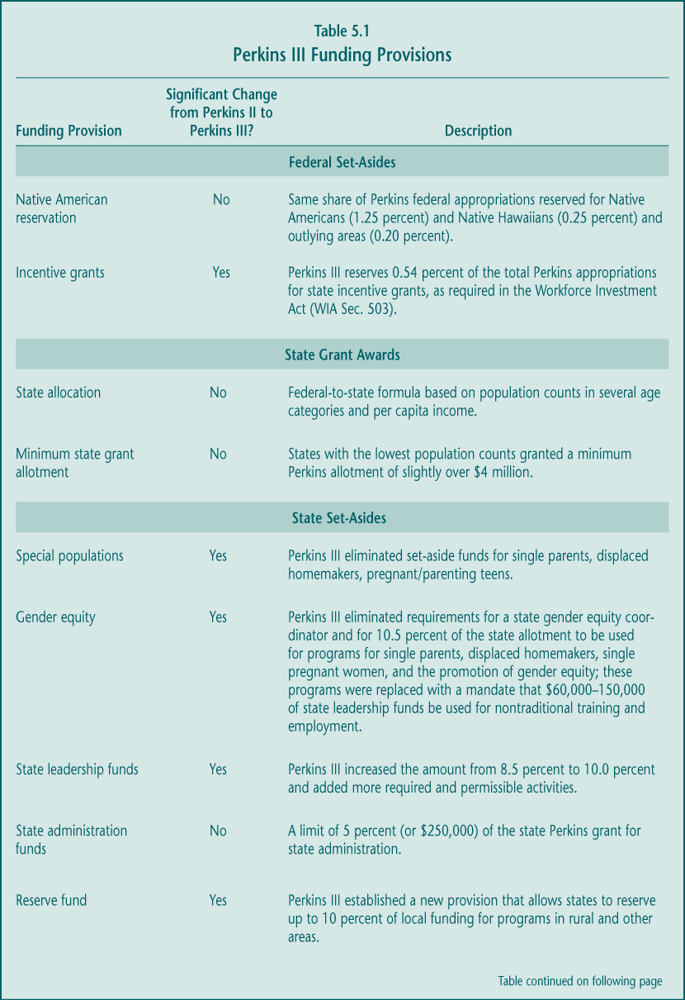 Table 5.1
Perkins III Funding Provisions
Significant Change
from Perkins II to
Funding Provision Perkins III? Description
Federal Set-Asides
Native American No Same share of Perkins federal appropriations reserved for Native
reservation Americans (1.25 percent) and Native Hawaiians (0.25 percent) and
outlying areas (0.20 percent).
Incentive grants Yes Perkins III reserves 0.54 percent of the total Perkins appropriations
for state incentive grants, as required in the Workforce Investment
Act (WIA Sec. 503).
State Grant Awards
State allocation No Federal-to-state formula based on population counts in several age
categories and per capita income.
Minimum state grant No States with the lowest population counts granted a minimum
allotment Perkins allotment of slightly over $4 million.
State Set-Asides
Special populations Yes Perkins III eliminated set-aside funds for single parents, displaced
homemakers, pregnant/parenting teens.
Gender equity Yes Perkins III eliminated requirements for a state gender equity coor-
dinator and for 10.5 percent of the state allotment to be used
for programs for single parents, displaced homemakers, single
pregnant women, and the promotion of gender equity; these
programs were replaced with a mandate that $60,000–150,000
of state leadership funds be used for nontraditional training and
employment.
State leadership funds Yes Perkins III increased the amount from 8.5 percent to 10.0 percent
and added more required and permissible activities.
State administration No A limit of 5 percent (or $250,000) of the state Perkins grant for
funds state administration.
Reserve fund Yes Perkins III established a new provision that allows states to reserve
up to 10 percent of local funding for programs in rural and other
areas.
Table continued on following page